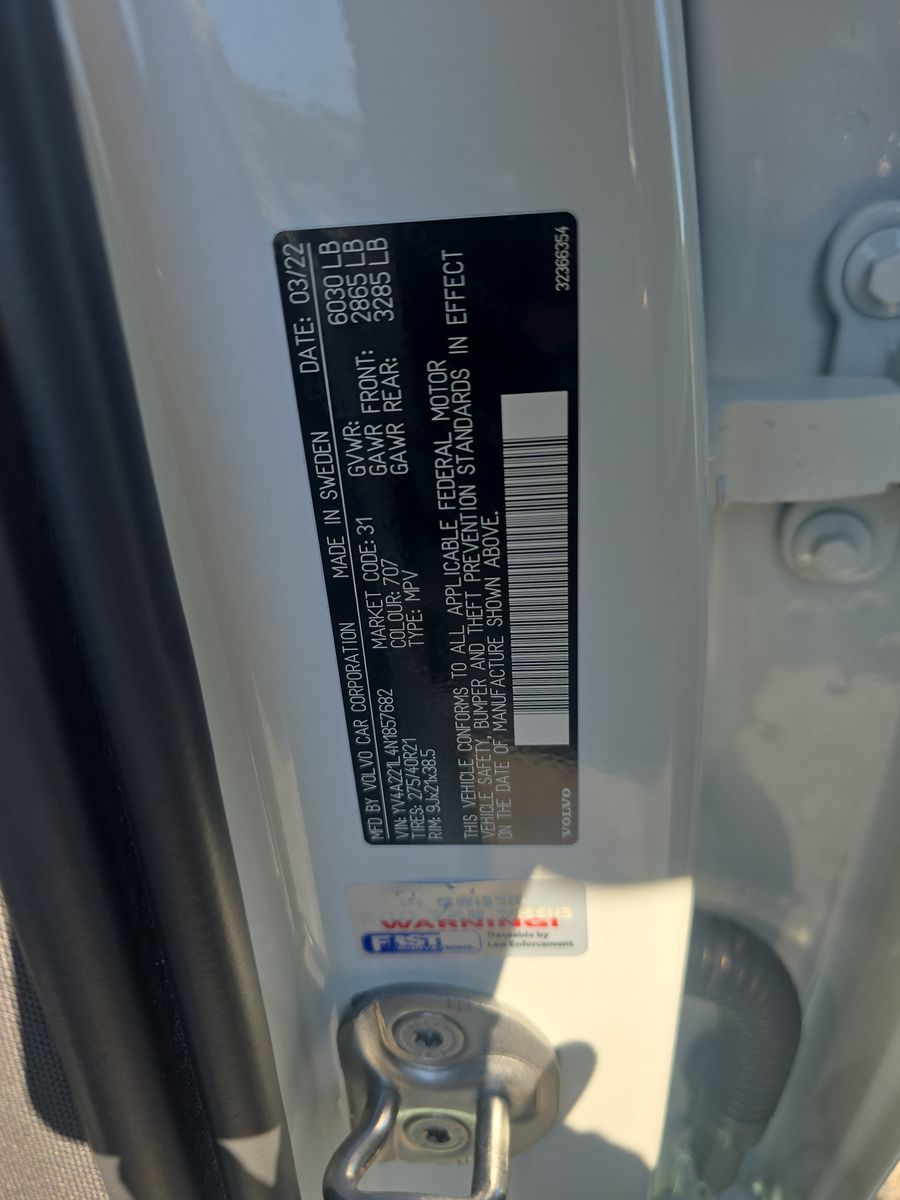 MFD BY VOLVO CAR CORPORATION MADE IN SWEDEN DATE: 03/22
VIN: YV4A221L4N1857682 MARKET CODE: 31 GVWR: 6030 LB
TIRES: 275/40R21 COLOUR: 707 GAWR FRONT: 2865 LB
RIM: 9Jx21x38.5 TYPE: MPV GAWR REAR: 3285 LB
THIS VEHICLE CONFORMS TO ALL APPLICABLE FEDERAL MOTOR
VEHICLE SAFETY, BUMPER AND THEFT PREVENTION STANDARDS IN EFFECT
ON THE DATE OF MANUFACTURE SHOWN ABOVE.
VOLVO 32366354
WARNING!
Traceable by
Law Enforcement